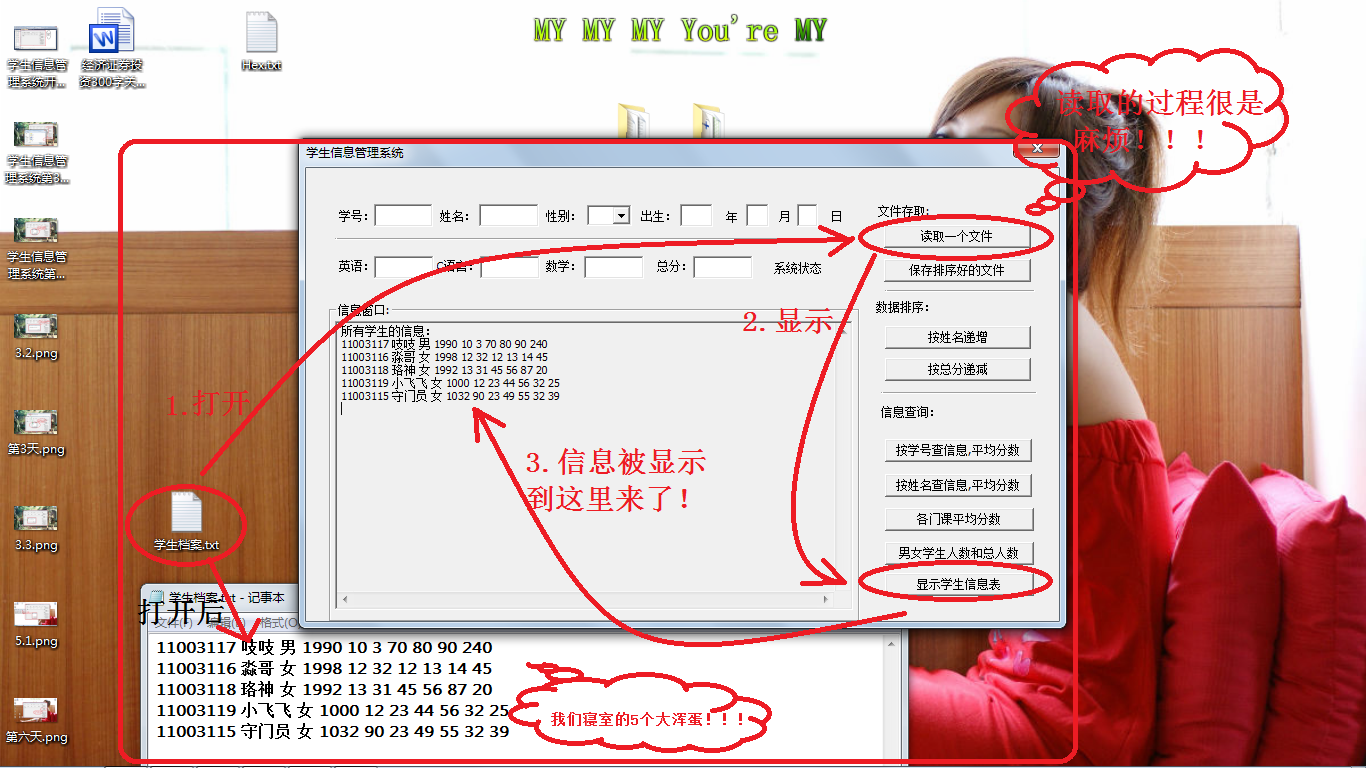 MY MY MY You're MY
学生信息管
理系统开...
经济证券投
资300字关...
Hex.txt
读取的过程很是
麻烦！！！
学生信息管
理系统第3...
学生信息管理系统
学号:
姓名:
性别:
出生:
年
月
日
文件存取:
读取一个文件
学生信息管
理系统第...
英语:
C语言:
数学:
总分:
系统状态
保存排序好的文件
信息窗口:
数据排序:
2.显示
所有学生的信息:
11003117 吱吱 男 1990 10 3 70 80 90 240
11003116 淼哥 女 1998 12 32 12 13 14 45
11003118 珞神 女 1992 13 31 45 56 87 20
11003119 小飞飞 女 1000 12 23 44 56 32 25
11003115 守门员 女 1032 90 23 49 55 32 39
按姓名递增
3.2.png
按总分递减
1.打开
信息查询:
第3天.png
按学号查信息,平均分数
3.信息被显示
到这里来了！
按姓名查信息,平均分数
各门课平均分数
3.3.png
学生档案.txt
男女学生人数和总人数
显示学生信息表
学生档案.txt - 记事本
打开后
文件(F) 编辑(E) 格式(O)
5.1.png
11003117 吱吱 男 1990 10 3 70 80 90 240
11003116 淼哥 女 1998 12 32 12 13 14 45
11003118 珞神 女 1992 13 31 45 56 87 20
11003119 小飞飞 女 1000 12 23 44 56 32 25
11003115 守门员 女 1032 90 23 49 55 32 39
我们寝室的5个大浑蛋！！！
第六天.png